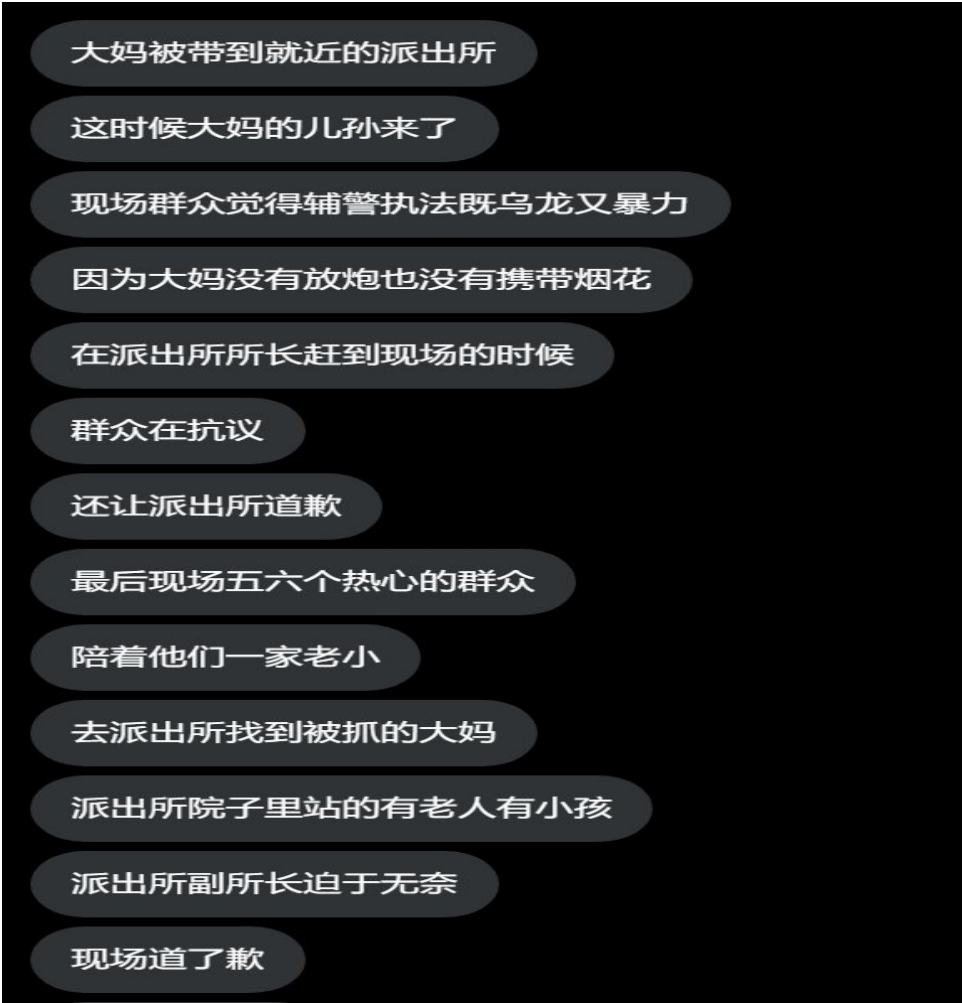 大妈被带到就近的派出所
这时候大妈的儿孙来了
现场群众觉得辅警执法既乌龙又暴力
因为大妈没有放炮也没有携带烟花
在派出所所长赶到现场的时候
群众在抗议
还让派出所道歉
最后现场五六个热心的群众
陪着他们一家老小
去派出所找到被抓的大妈
派出所院子里站的有老人有小孩
派出所副所长迫于无奈
现场道了歉